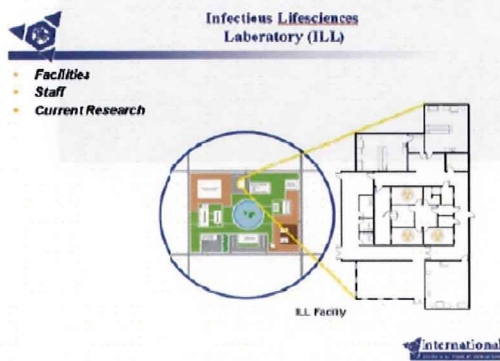 Infectious Lifesciences
Laboratory (ILL)
Facilities
Staff
Current Research
ILL Facility
International